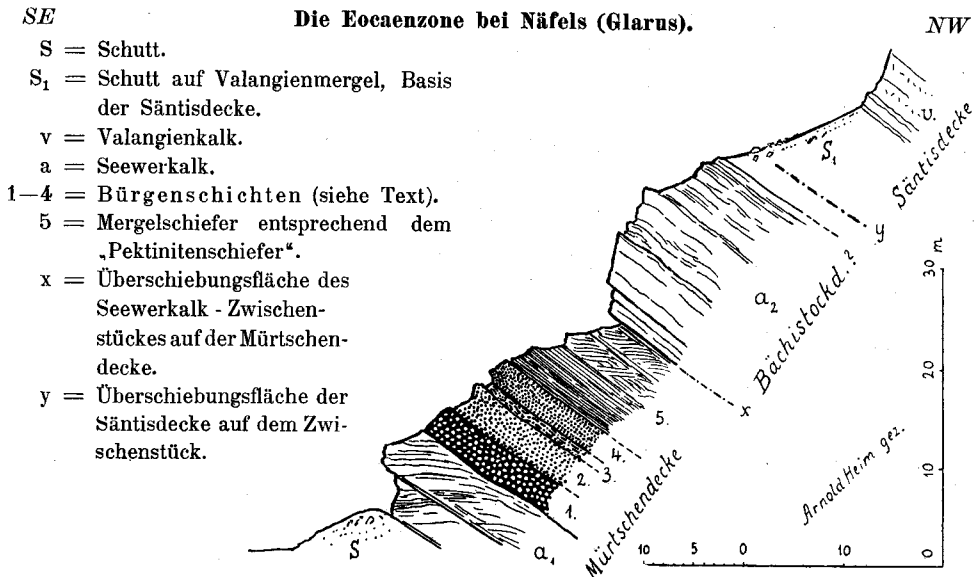 SE
Die Eocaenzone bei Näfels (Glarus).
NW
S = Schutt.
S₁ = Schutt auf Valangienmergel, Basis
der Säntisdecke.
v = Valangienkalk.
a = Seewerkalk.
1—4 = Bürgenschichten (siehe Text).
5 = Mergelschiefer entsprechend dem
„Pektinitenschiefer“.
x = Überschiebungsfläche des
Seewerkalk - Zwischen-
stückes auf der Mürtschen-
decke.
y = Überschiebungsfläche der
Säntisdecke auf dem Zwi-
schenstück.
v.
S₁
Säntisdecke
y
a₂
Bächistockd.?
x
5.
4.
3.
2.
1.
Mürtschendecke
a₁
S
30 m
20
10
0
Arnold Heim gez.
10 5. 0 10